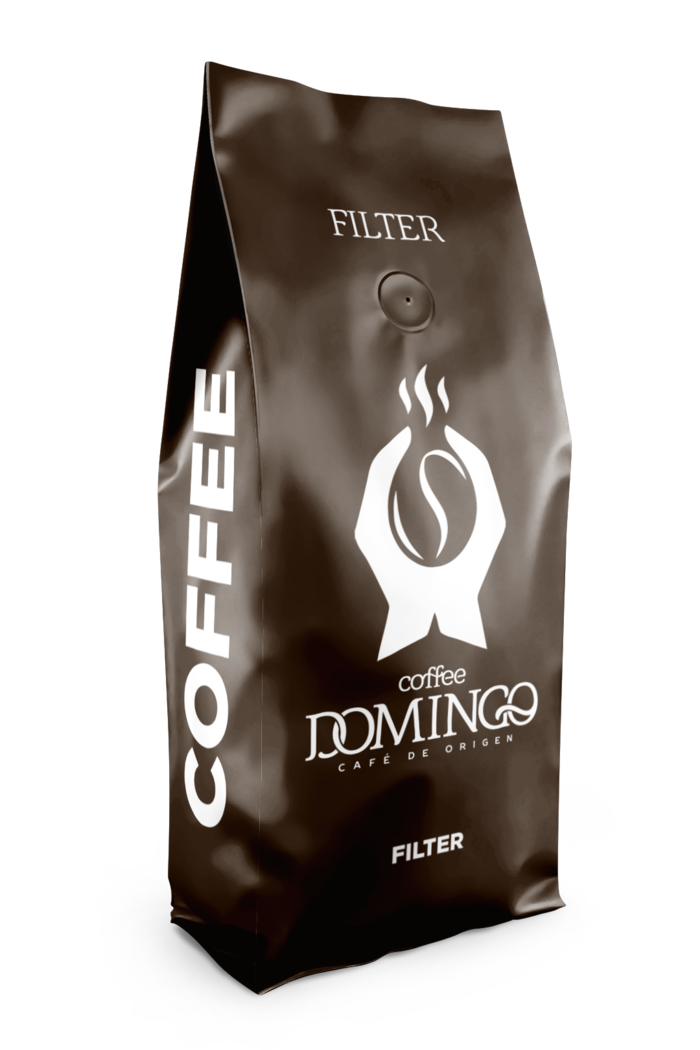 FILTER
coffee
DOMINGO
CAFÉ DE ORIGEN
FILTER
COFFEE